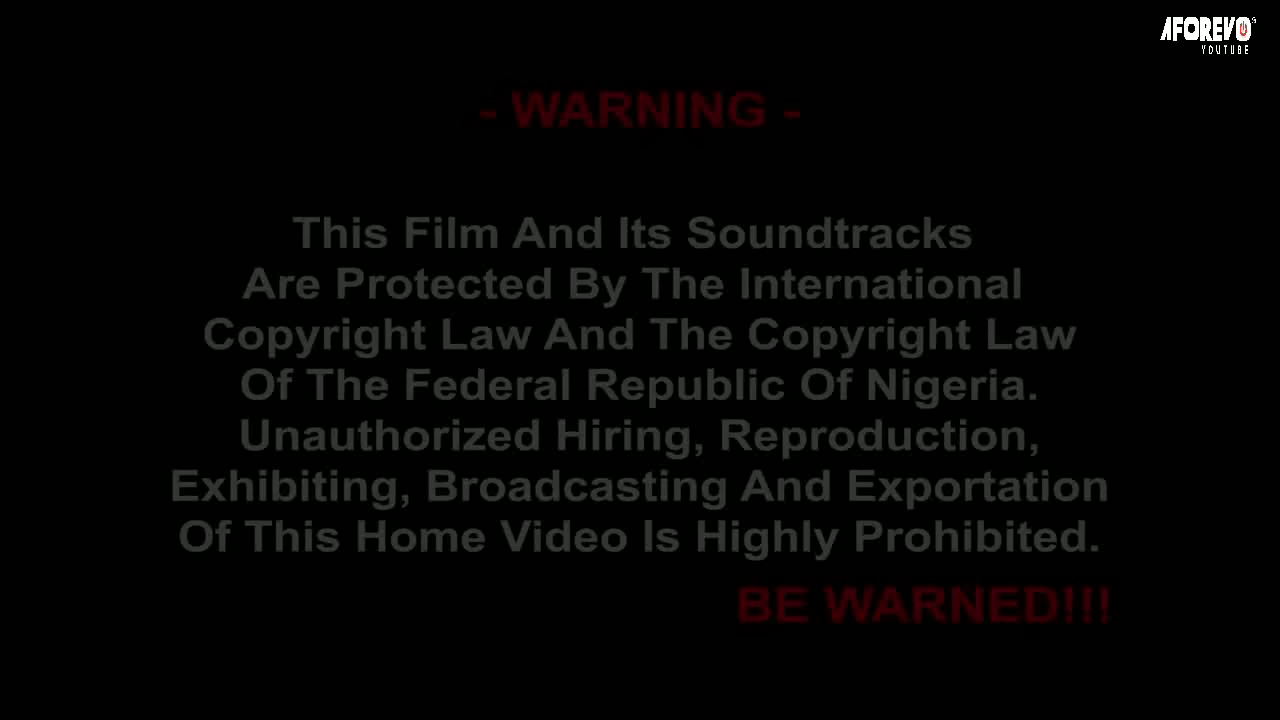 AFOREVO
YOUTUBE
- WARNING -
This Film And Its Soundtracks
Are Protected By The International
Copyright Law And The Copyright Law
Of The Federal Republic Of Nigeria.
Unauthorized Hiring, Reproduction,
Exhibiting, Broadcasting And Exportation
Of This Home Video Is Highly Prohibited.
BE WARNED!!!